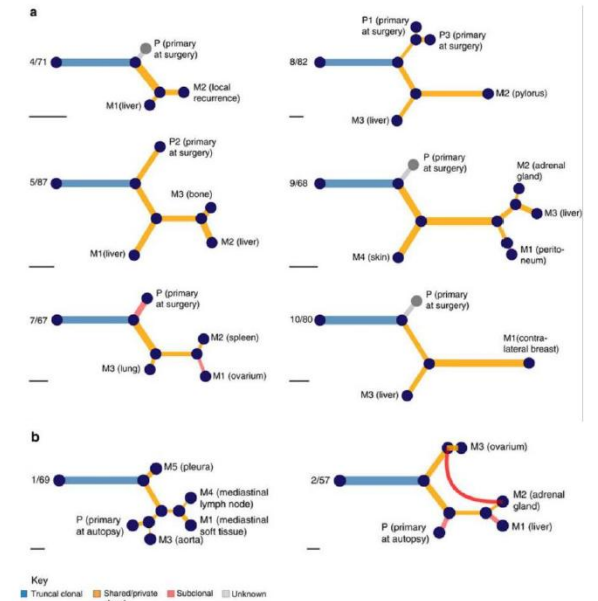 a
4/71
P (primary
at surgery)
M2 (local
recurrence)
M1(liver)
8/82
P1 (primary
at surgery)
P3 (primary
at surgery)
M2 (pylorus)
M3 (liver)
5/87
P2 (primary
at surgery)
M3 (bone)
M2 (liver)
M1(liver)
9/68
P (primary
at surgery)
M2 (adrenal
gland)
M3 (liver)
M1 (perito-
neum)
M4 (skin)
7/67
P (primary
at surgery)
M2 (spleen)
M3 (lung)
M1 (ovarium)
10/80
P (primary
at surgery)
M1(contra-
lateral breast)
M3 (liver)
b
1/69
M5 (pleura)
M4 (mediastinal
lymph node)
P (primary
at autopsy)
M1 (mediastinal
soft tissue)
M3 (aorta)
2/57
M3 (ovarium)
M2 (adrenal
gland)
P (primary
at autopsy)
M1 (liver)
Key
Truncal clonal
Shared/private
Subclonal
Unknown